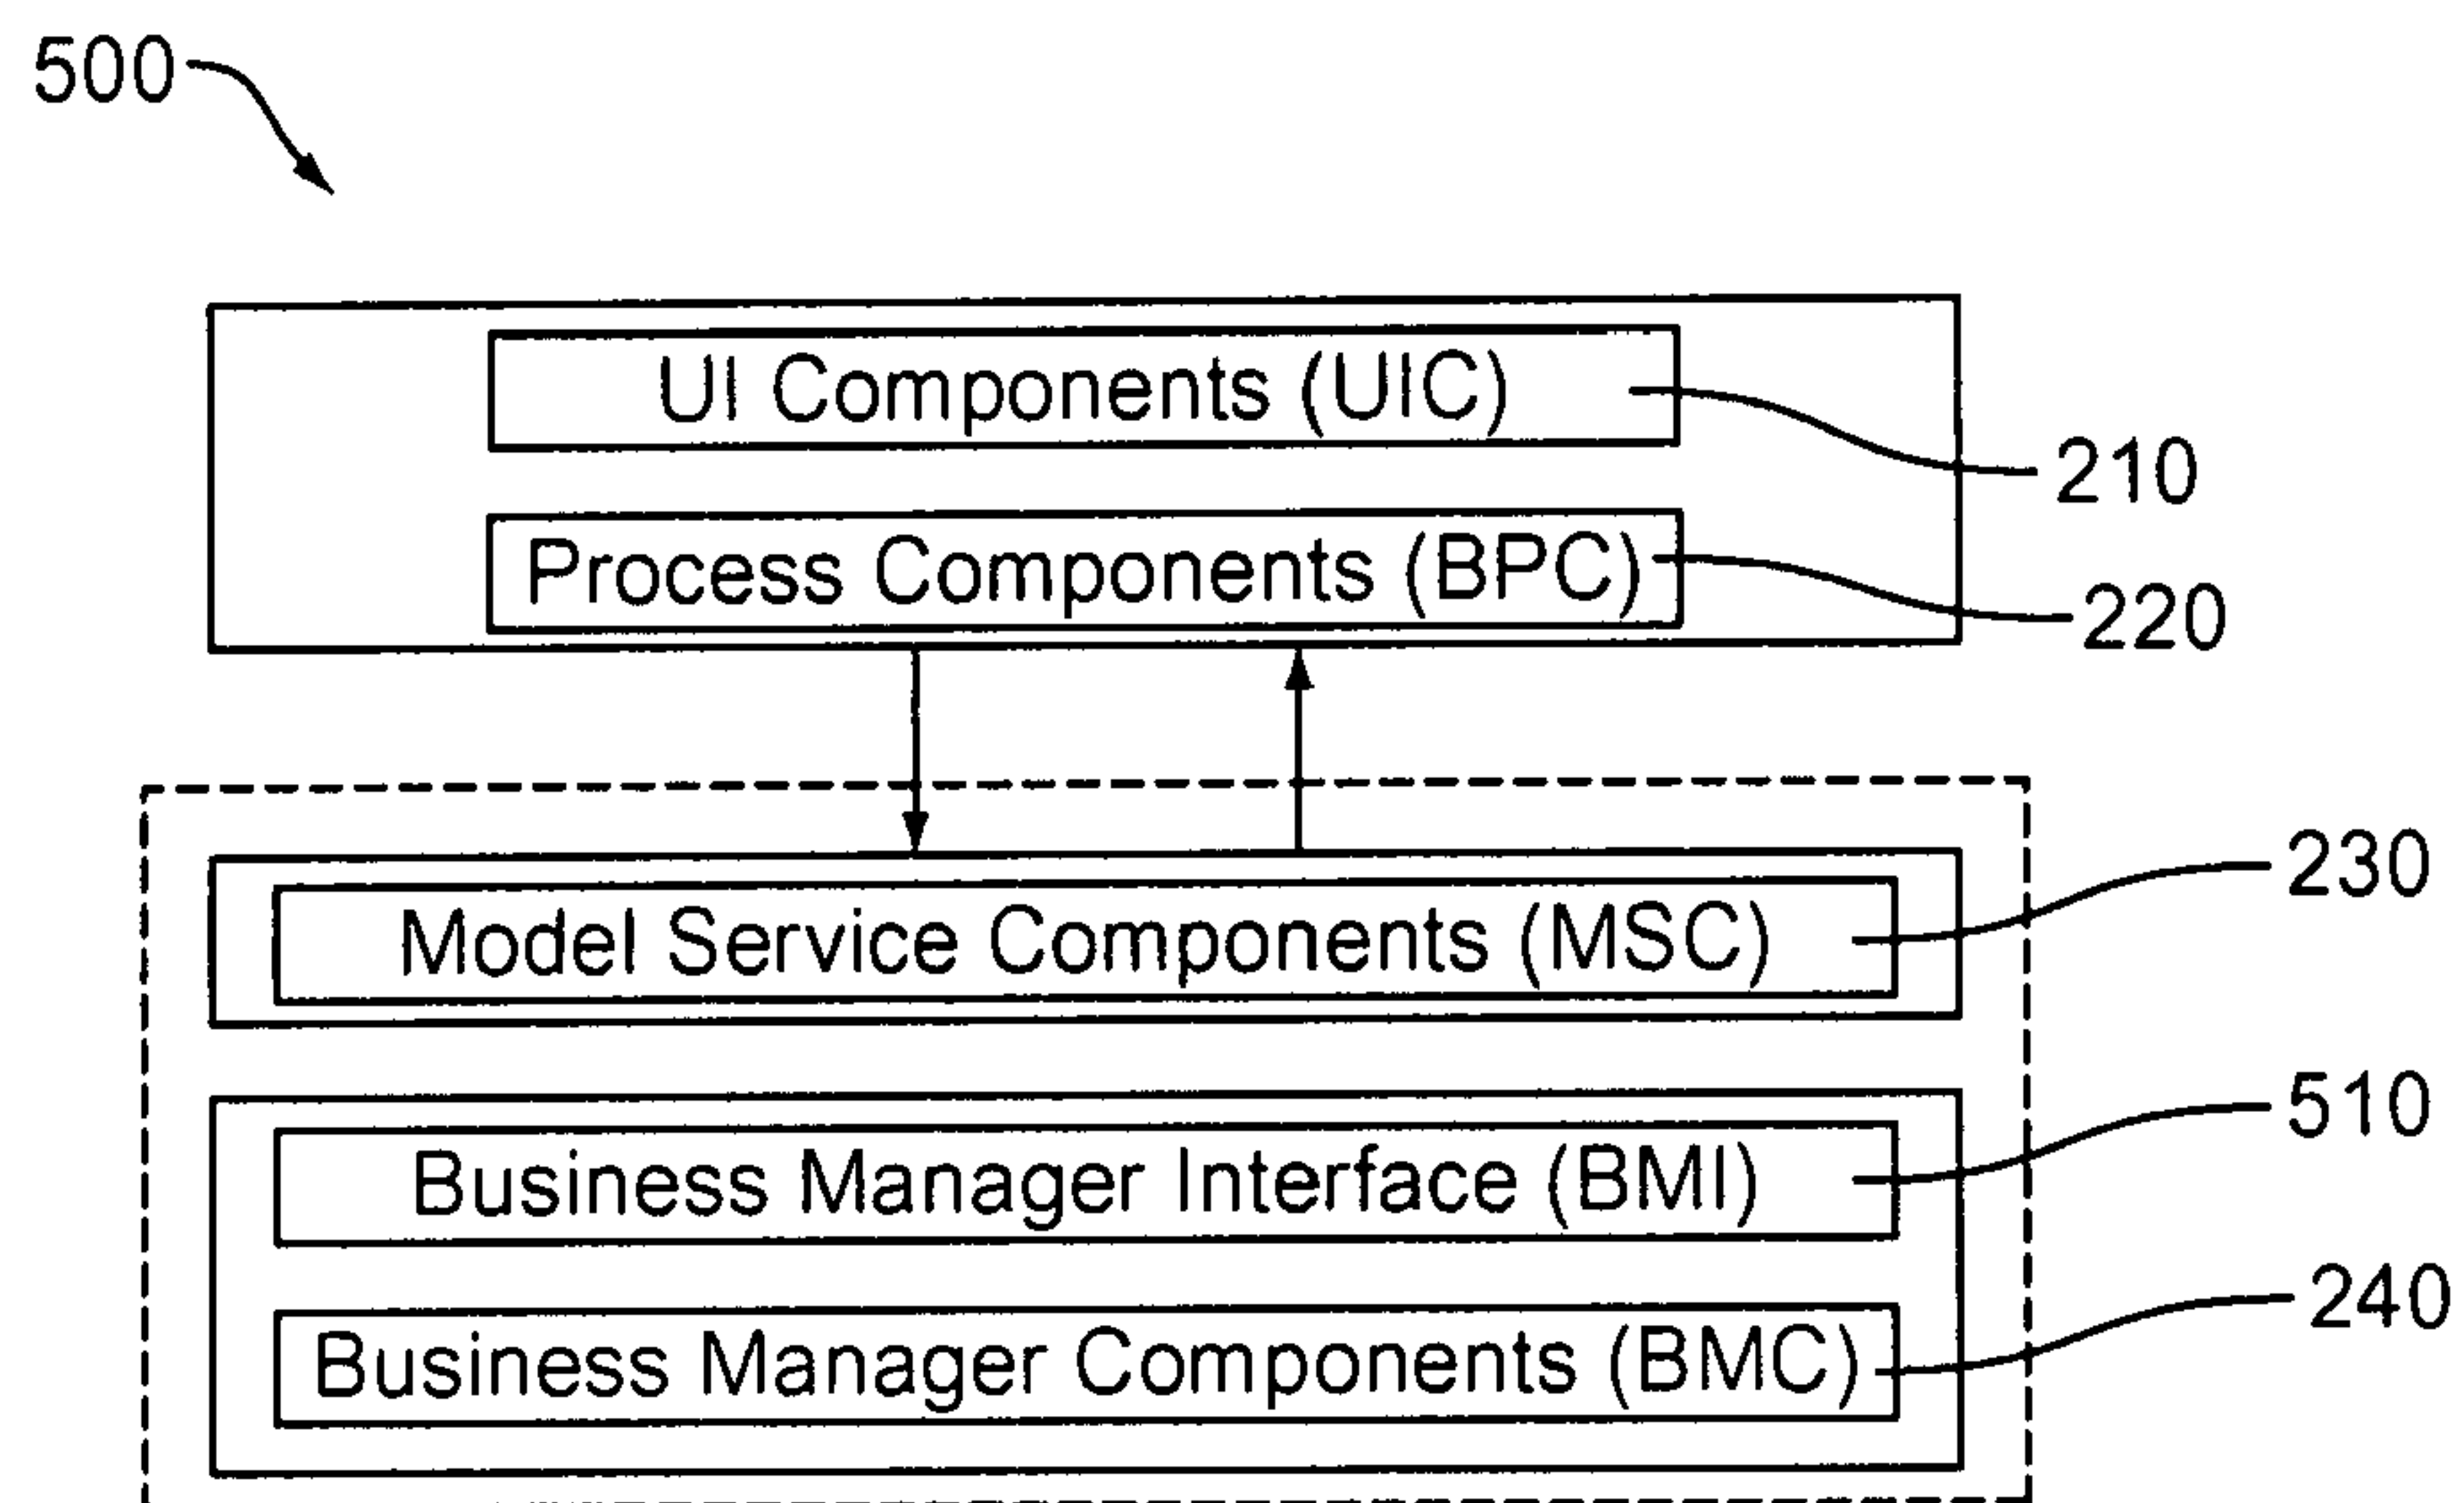 500
UI Components (UIC)
210
Process Components (BPC)
220
230
Model Service Components (MSC)
510
Business Manager Interface (BMI)
240
Business Manager Components (BMC)